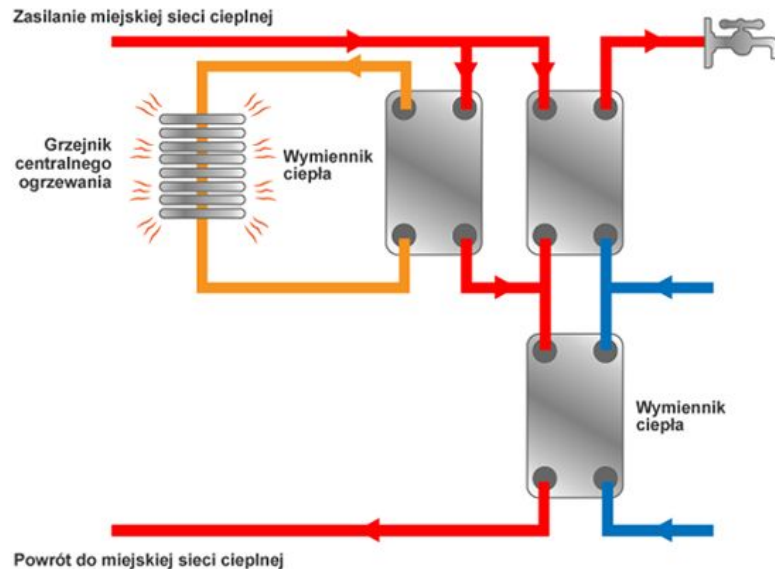 Zasilanie miejskiej sieci cieplnej
Grzejnik
centralnego
ogrzewania
Wymiennik
ciepła
Wymiennik
ciepła
Powrót do miejskiej sieci cieplnej